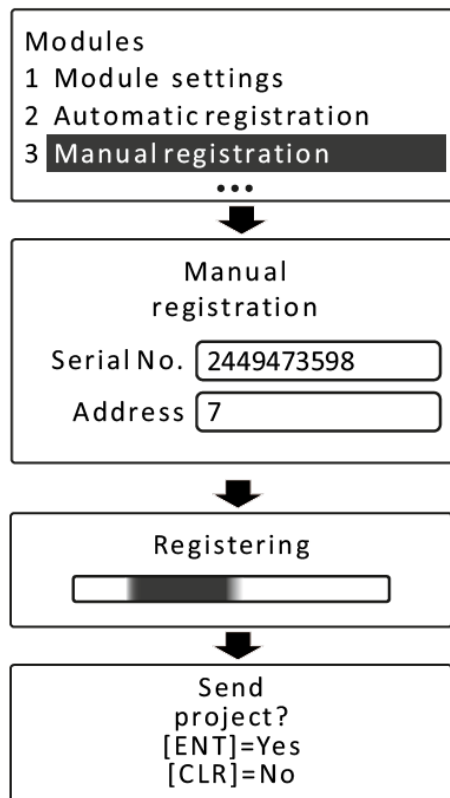 Modules
1 Module settings
2 Automatic registration
3 Manual registration
•••
Manual
registration
Serial No. 2449473598
Address 7
Registering
Send
project?
[ENT]=Yes
[CLR]=No